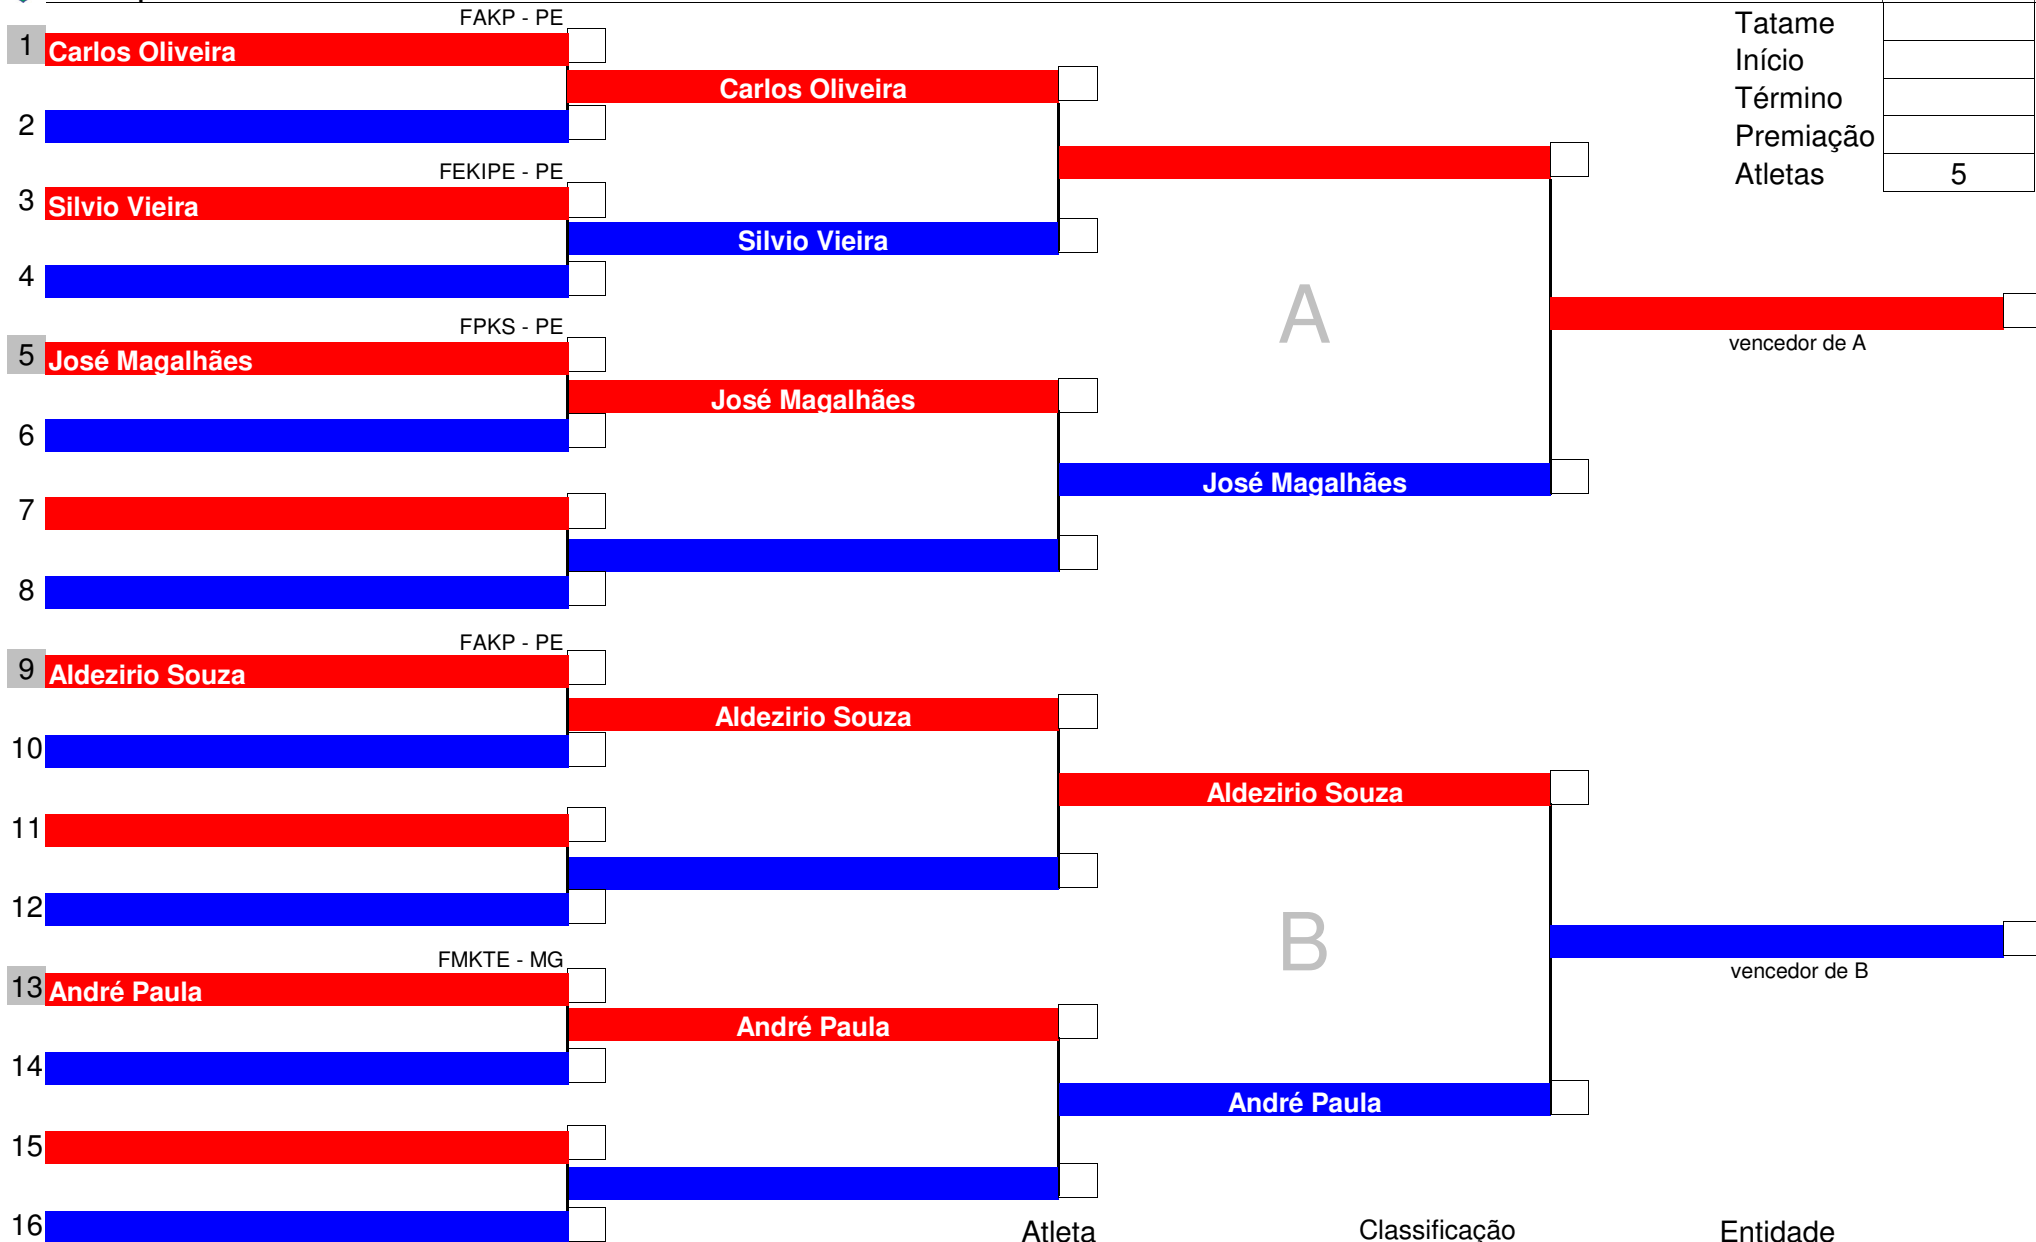 FAKP - PE
1 Carlos Oliveira
Carlos Oliveira
2
FEKIPE - PE
3 Silvio Vieira
Silvio Vieira
4
FPKS - PE
5 José Magalhães
José Magalhães
6
José Magalhães
7
8
A
vencedor de A
Tatame
Início
Término
Premiação
Atletas 5
FAKP - PE
9 Aldezirio Souza
Aldezirio Souza
10
Aldezirio Souza
11
12
B
vencedor de B
FMKTE - MG
13 André Paula
André Paula
14
André Paula
15
16
Atleta Classificação Entidade